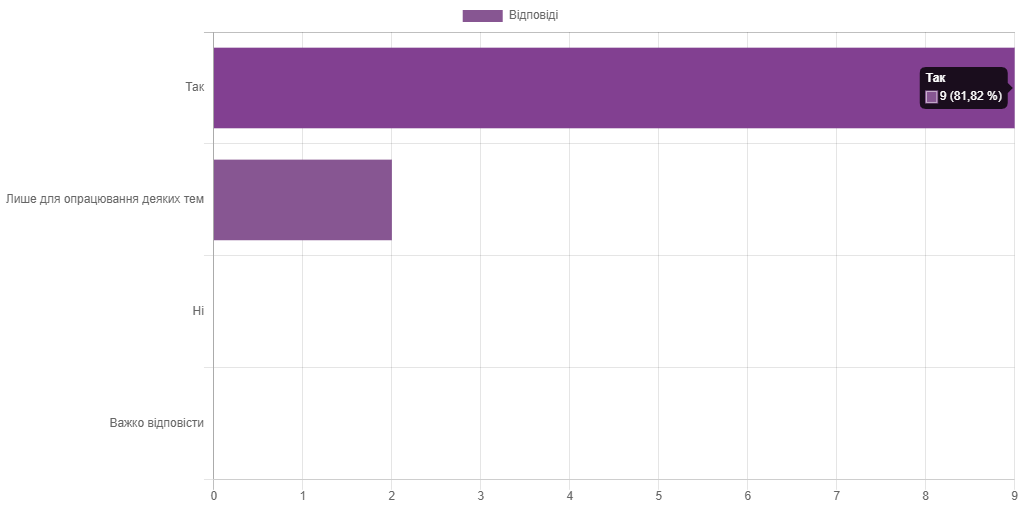 Відповіді
Так
Так
9 (81,82 %)
Лише для опрацювання деяких тем
Ні
Важко відповісти
0 1 2 3 4 5 6 7 8 9